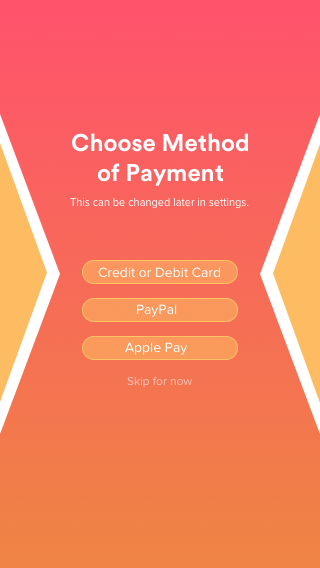 Choose Method
of Payment
This can be changed later in settings.
Credit or Debit Card
PayPal
Apple Pay
Skip for now